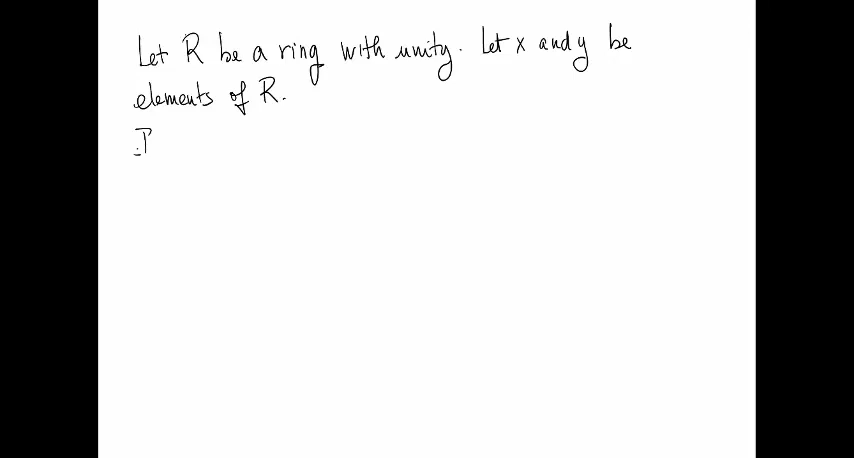 Let R be a ring with unity. Let x and y be
elements of R.
I